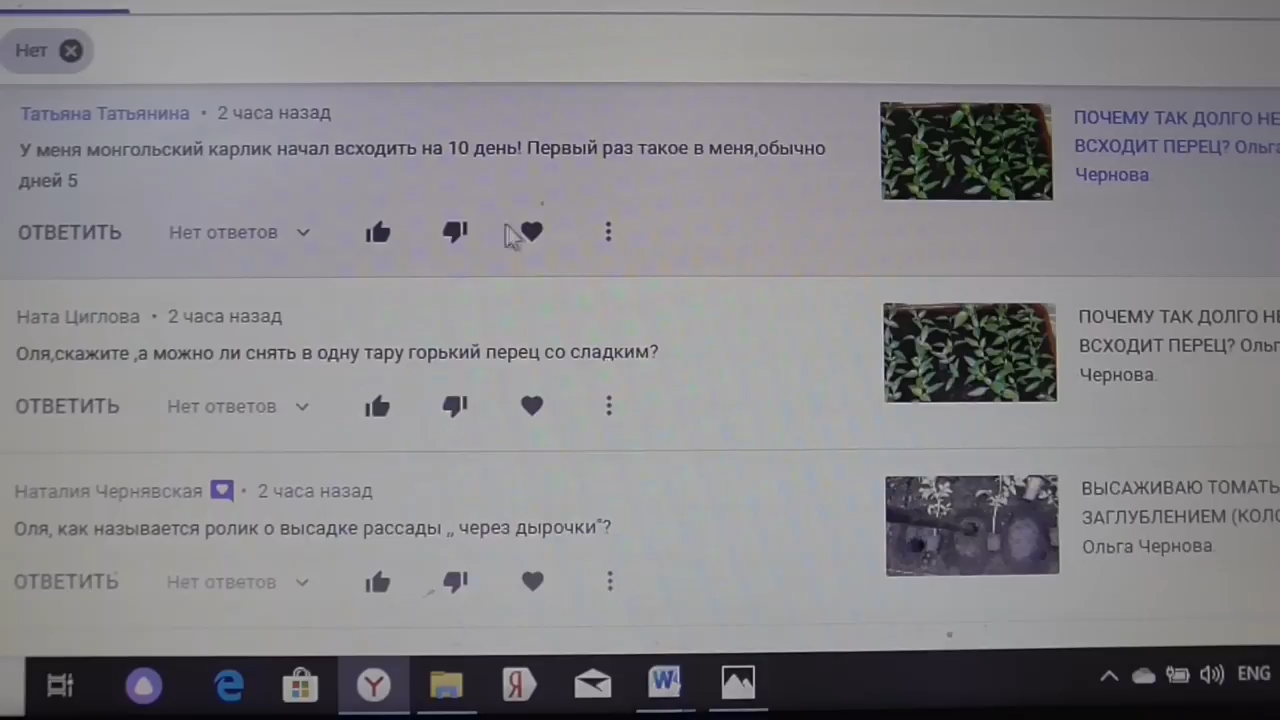 Нет
Татьяна Татьянина • 2 часа назад
У меня монгольский карлик начал всходить на 10 день! Первый раз такое в меня,обычно
дней 5
ОТВЕТИТЬ Нет ответов
ПОЧЕМУ ТАК ДОЛГО НЕ
ВСХОДИТ ПЕРЕЦ? Ольга
Чернова
Ната Циглова • 2 часа назад
Оля,скажите ,а можно ли снять в одну тару горький перец со сладким?
ОТВЕТИТЬ Нет ответов
ПОЧЕМУ ТАК ДОЛГО НЕ
ВСХОДИТ ПЕРЕЦ? Ольг
Чернова
Наталия Чернявская • 2 часа назад
Оля, как называется ролик о высадке рассады ,, через дырочки"?
ОТВЕТИТЬ Нет ответов
ВЫСАЖИВАЮ ТОМАТЫ
ЗАГЛУБЛЕНИЕМ (КОЛО
Ольга Чернова
ENG